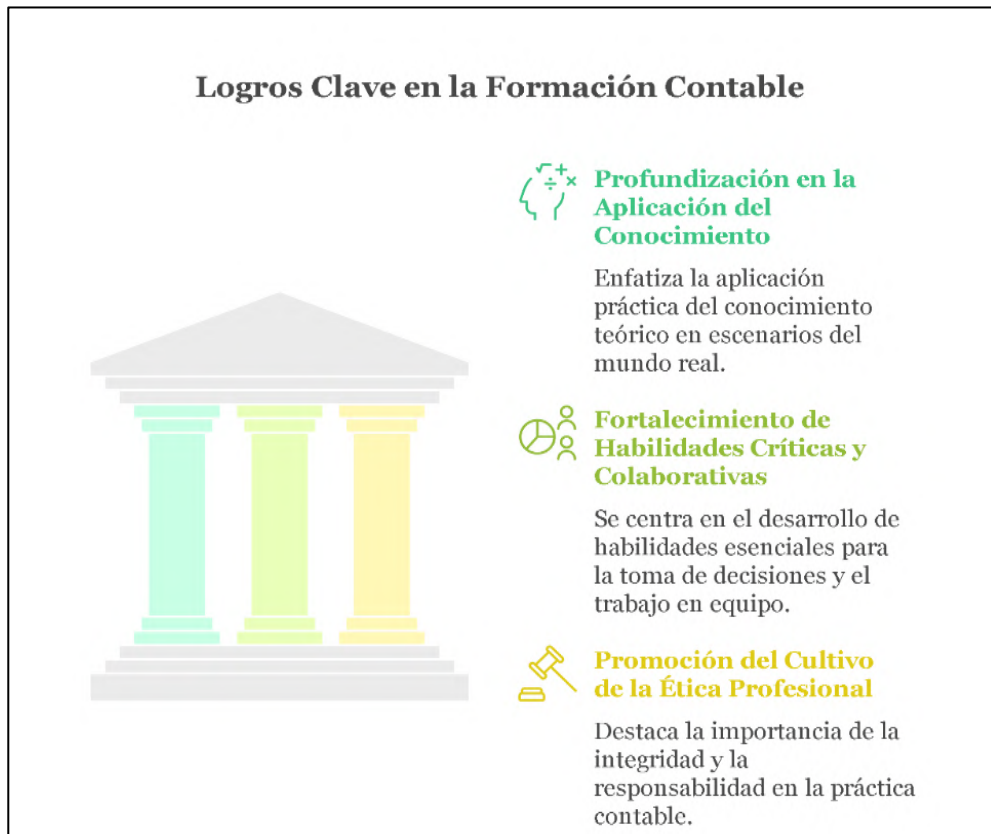 Logros Clave en la Formación Contable
Profundización en la
Aplicación del
Conocimiento
Enfatiza la aplicación
práctica del conocimiento
teórico en escenarios del
mundo real.
Fortalecimiento de
Habilidades Críticas y
Colaborativas
Se centra en el desarrollo de
habilidades esenciales para
la toma de decisiones y el
trabajo en equipo.
Promoción del Cultivo
de la Ética Profesional
Destaca la importancia de la
integridad y la
responsabilidad en la práctica
contable.